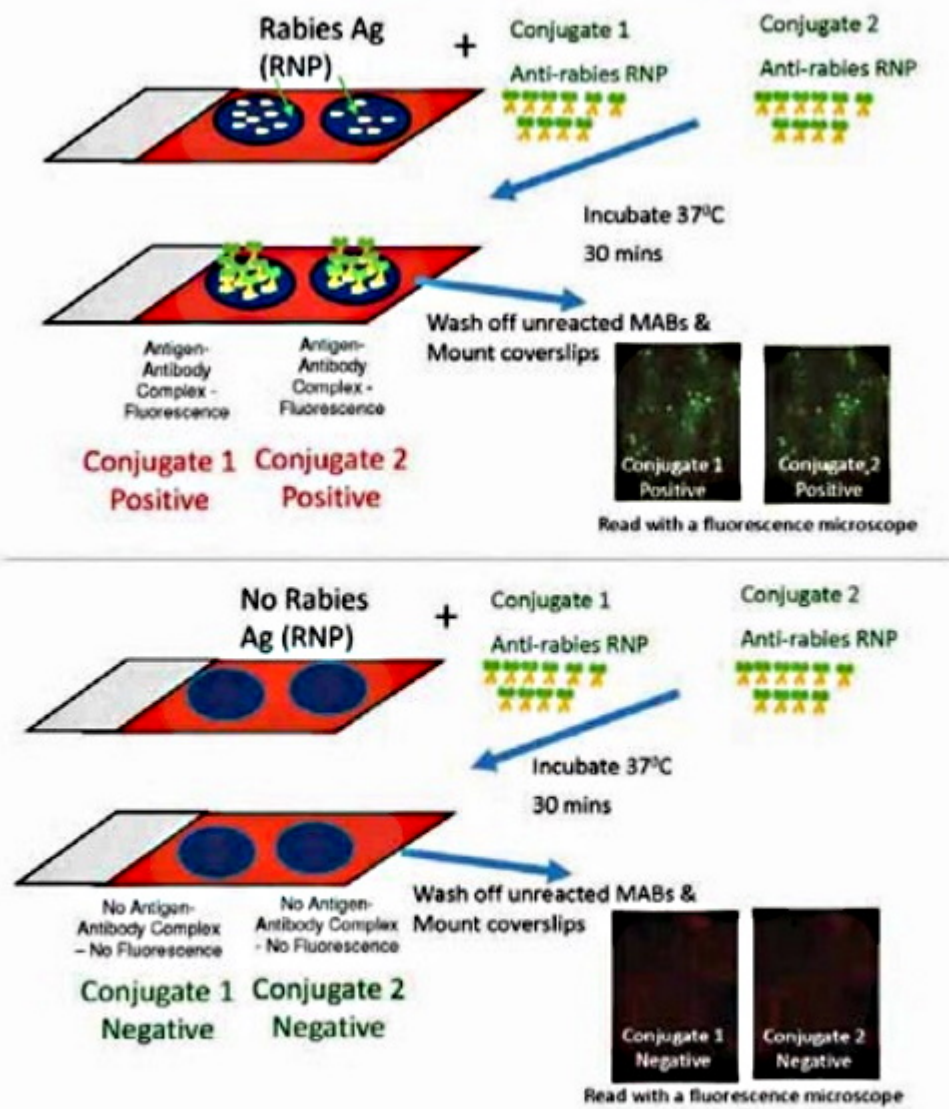 Rabies Ag
(RNP)
+
Conjugate 1
Anti-rabies RNP
Conjugate 2
Anti-rabies RNP
Incubate 37⁰C
30 mins
Wash off unreacted MABs &
Mount coverslips
Antigen-
Antibody
Complex -
Fluorescence
Antigen-
Antibody
Complex -
Fluorescence
Conjugate 1
Positive
Conjugate 2
Positive
Conjugate 1
Positive
Conjugate 2
Positive
Read with a fluorescence microscope
No Rabies
Ag (RNP)
+
Conjugate 1
Anti-rabies RNP
Conjugate 2
Anti-rabies RNP
Incubate 37⁰C
30 mins
Wash off unreacted MABs &
Mount coverslips
No Antigen-
Antibody Complex
– No Fluorescence
No Antigen-
Antibody Complex
- No Fluorescence
Conjugate 1
Negative
Conjugate 2
Negative
Conjugate 1
Negative
Conjugate 2
Negative
Read with a fluorescence microscope